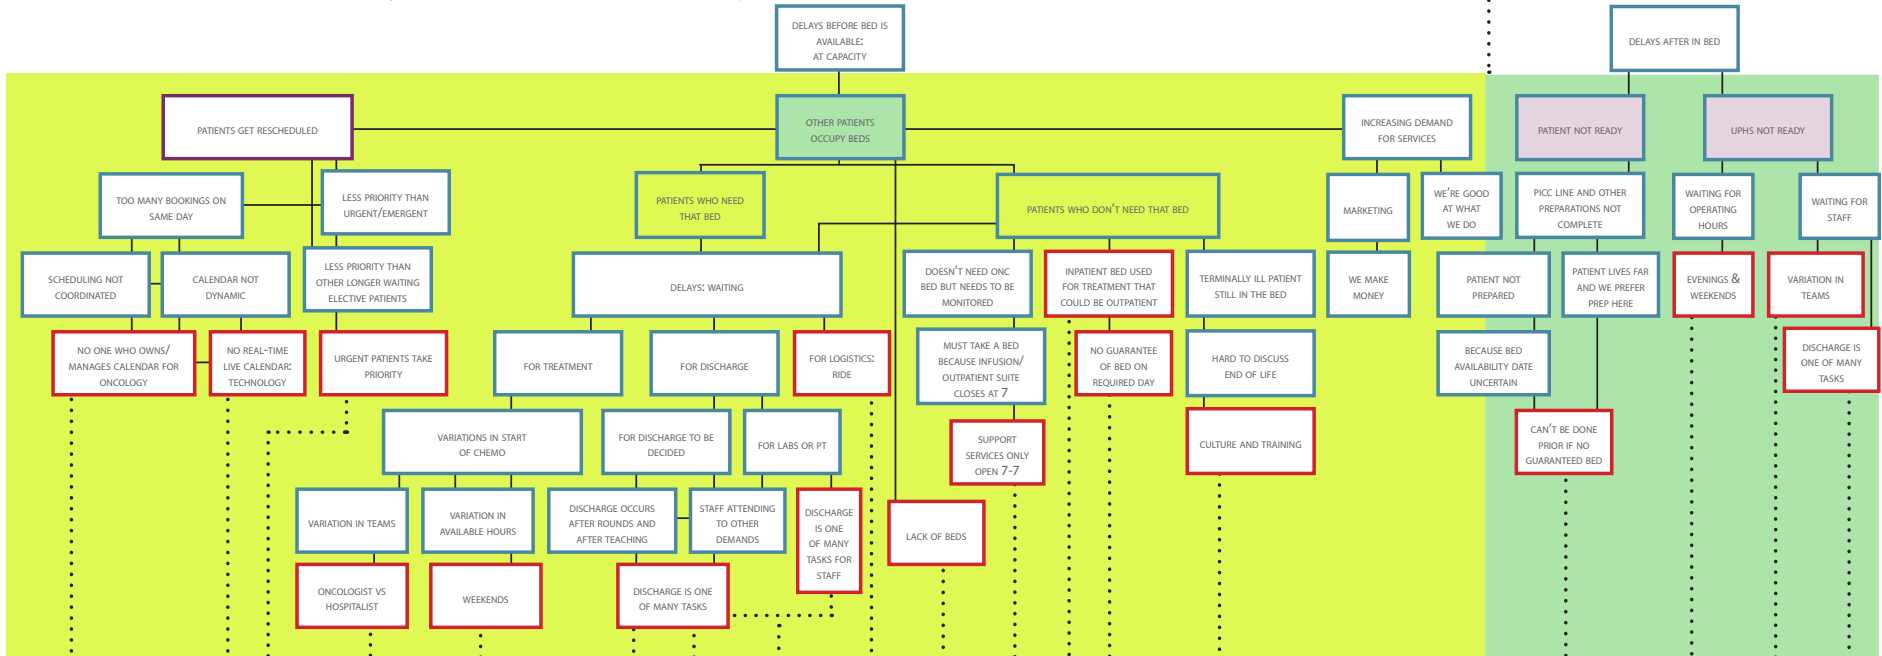 DELAYS BEFORE BED IS
AVAILABLE:
AT CAPACITY
DELAYS AFTER IN BED
PATIENTS GET RESCHEDULED
OTHER PATIENTS
OCCUPY BEDS
INCREASING DEMAND
FOR SERVICES
PATIENT NOT READY
UPHS NOT READY
TOO MANY BOOKINGS ON
SAME DAY
LESS PRIORITY THAN
URGENT/EMERGENT
PATIENTS WHO NEED
THAT BED
PATIENTS WHO DON'T NEED THAT BED
MARKETING
WE'RE GOOD
AT WHAT
WE DO
PICC LINE AND OTHER
PREPARATIONS NOT
COMPLETE
WAITING FOR
OPERATING
HOURS
WAITING FOR
STAFF
SCHEDULING NOT
COORDINATED
CALENDAR NOT
DYNAMIC
LESS PRIORITY THAN
OTHER LONGER WAITING
ELECTIVE PATIENTS
DELAYS: WAITING
DOESN'T NEED ONC
BED BUT NEEDS TO BE
MONITORED
INPATIENT BED USED
FOR TREATMENT THAT
COULD BE OUTPATIENT
TERMINALLY ILL PATIENT
STILL IN THE BED
WE MAKE
MONEY
PATIENT NOT
PREPARED
PATIENT LIVES FAR
AND WE PREFER
PREP HERE
EVENINGS &
WEEKENDS
VARIATION IN
TEAMS
NO ONE WHO OWNS/
MANAGES CALENDAR FOR
ONCOLOGY
NO REAL-TIME
LIVE CALENDAR:
TECHNOLOGY
URGENT PATIENTS TAKE
PRIORITY
FOR TREATMENT
FOR DISCHARGE
FOR LOGISTICS:
RIDE
MUST TAKE A BED
BECAUSE INFUSION/
OUTPATIENT SUITE
CLOSES AT 7
NO GUARANTEE
OF BED ON
REQUIRED DAY
HARD TO DISCUSS
END OF LIFE
BECAUSE BED
AVAILABILITY DATE
UNCERTAIN
DISCHARGE IS
ONE OF MANY
TASKS
VARIATIONS IN START
OF CHEMO
FOR DISCHARGE TO BE
DECIDED
FOR LABS OR PT
SUPPORT
SERVICES ONLY
OPEN 7-7
CULTURE AND TRAINING
CAN'T BE DONE
PRIOR IF NO
GUARANTEED BED
VARIATION IN TEAMS
VARIATION IN
AVAILABLE HOURS
DISCHARGE OCCURS
AFTER ROUNDS AND
AFTER TEACHING
STAFF ATTENDING
TO OTHER
DEMANDS
DISCHARGE
IS ONE
OF MANY
TASKS FOR
STAFF
LACK OF BEDS
ONCOLOGIST VS
HOSPITALIST
WEEKENDS
DISCHARGE IS ONE
OF MANY TASKS